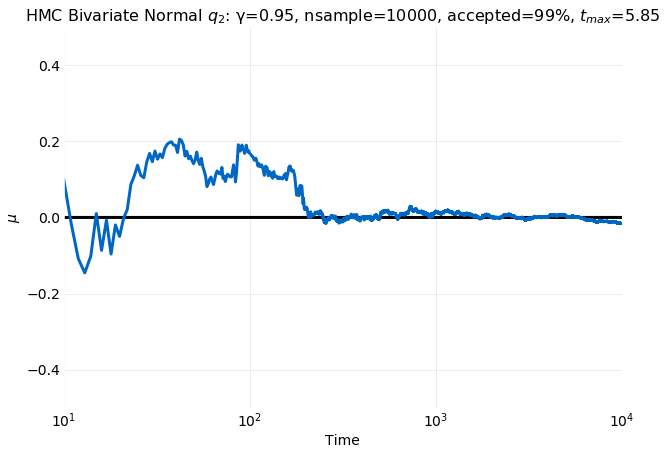 HMC Bivariate Normal q₂: γ=0.95, nsample=10000, accepted=99%, tₘₐₓ=5.85
0.4
0.2
0.0
−0.2
−0.4
μ
10¹ 10² 10³ 10⁴
Time